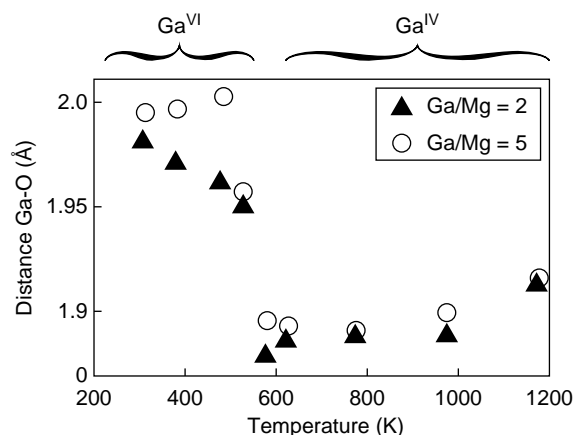 Ga^VI Ga^IV
2.0
1.95
1.9
0
Distance Ga-O (Å)
Ga/Mg = 2
Ga/Mg = 5
200 400 600 800 1000 1200
Temperature (K)